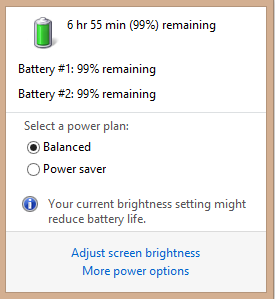 6 hr 55 min (99%) remaining
Battery #1: 99% remaining
Battery #2: 99% remaining
Select a power plan:
Balanced
Power saver
Your current brightness setting might
reduce battery life.
Adjust screen brightness
More power options